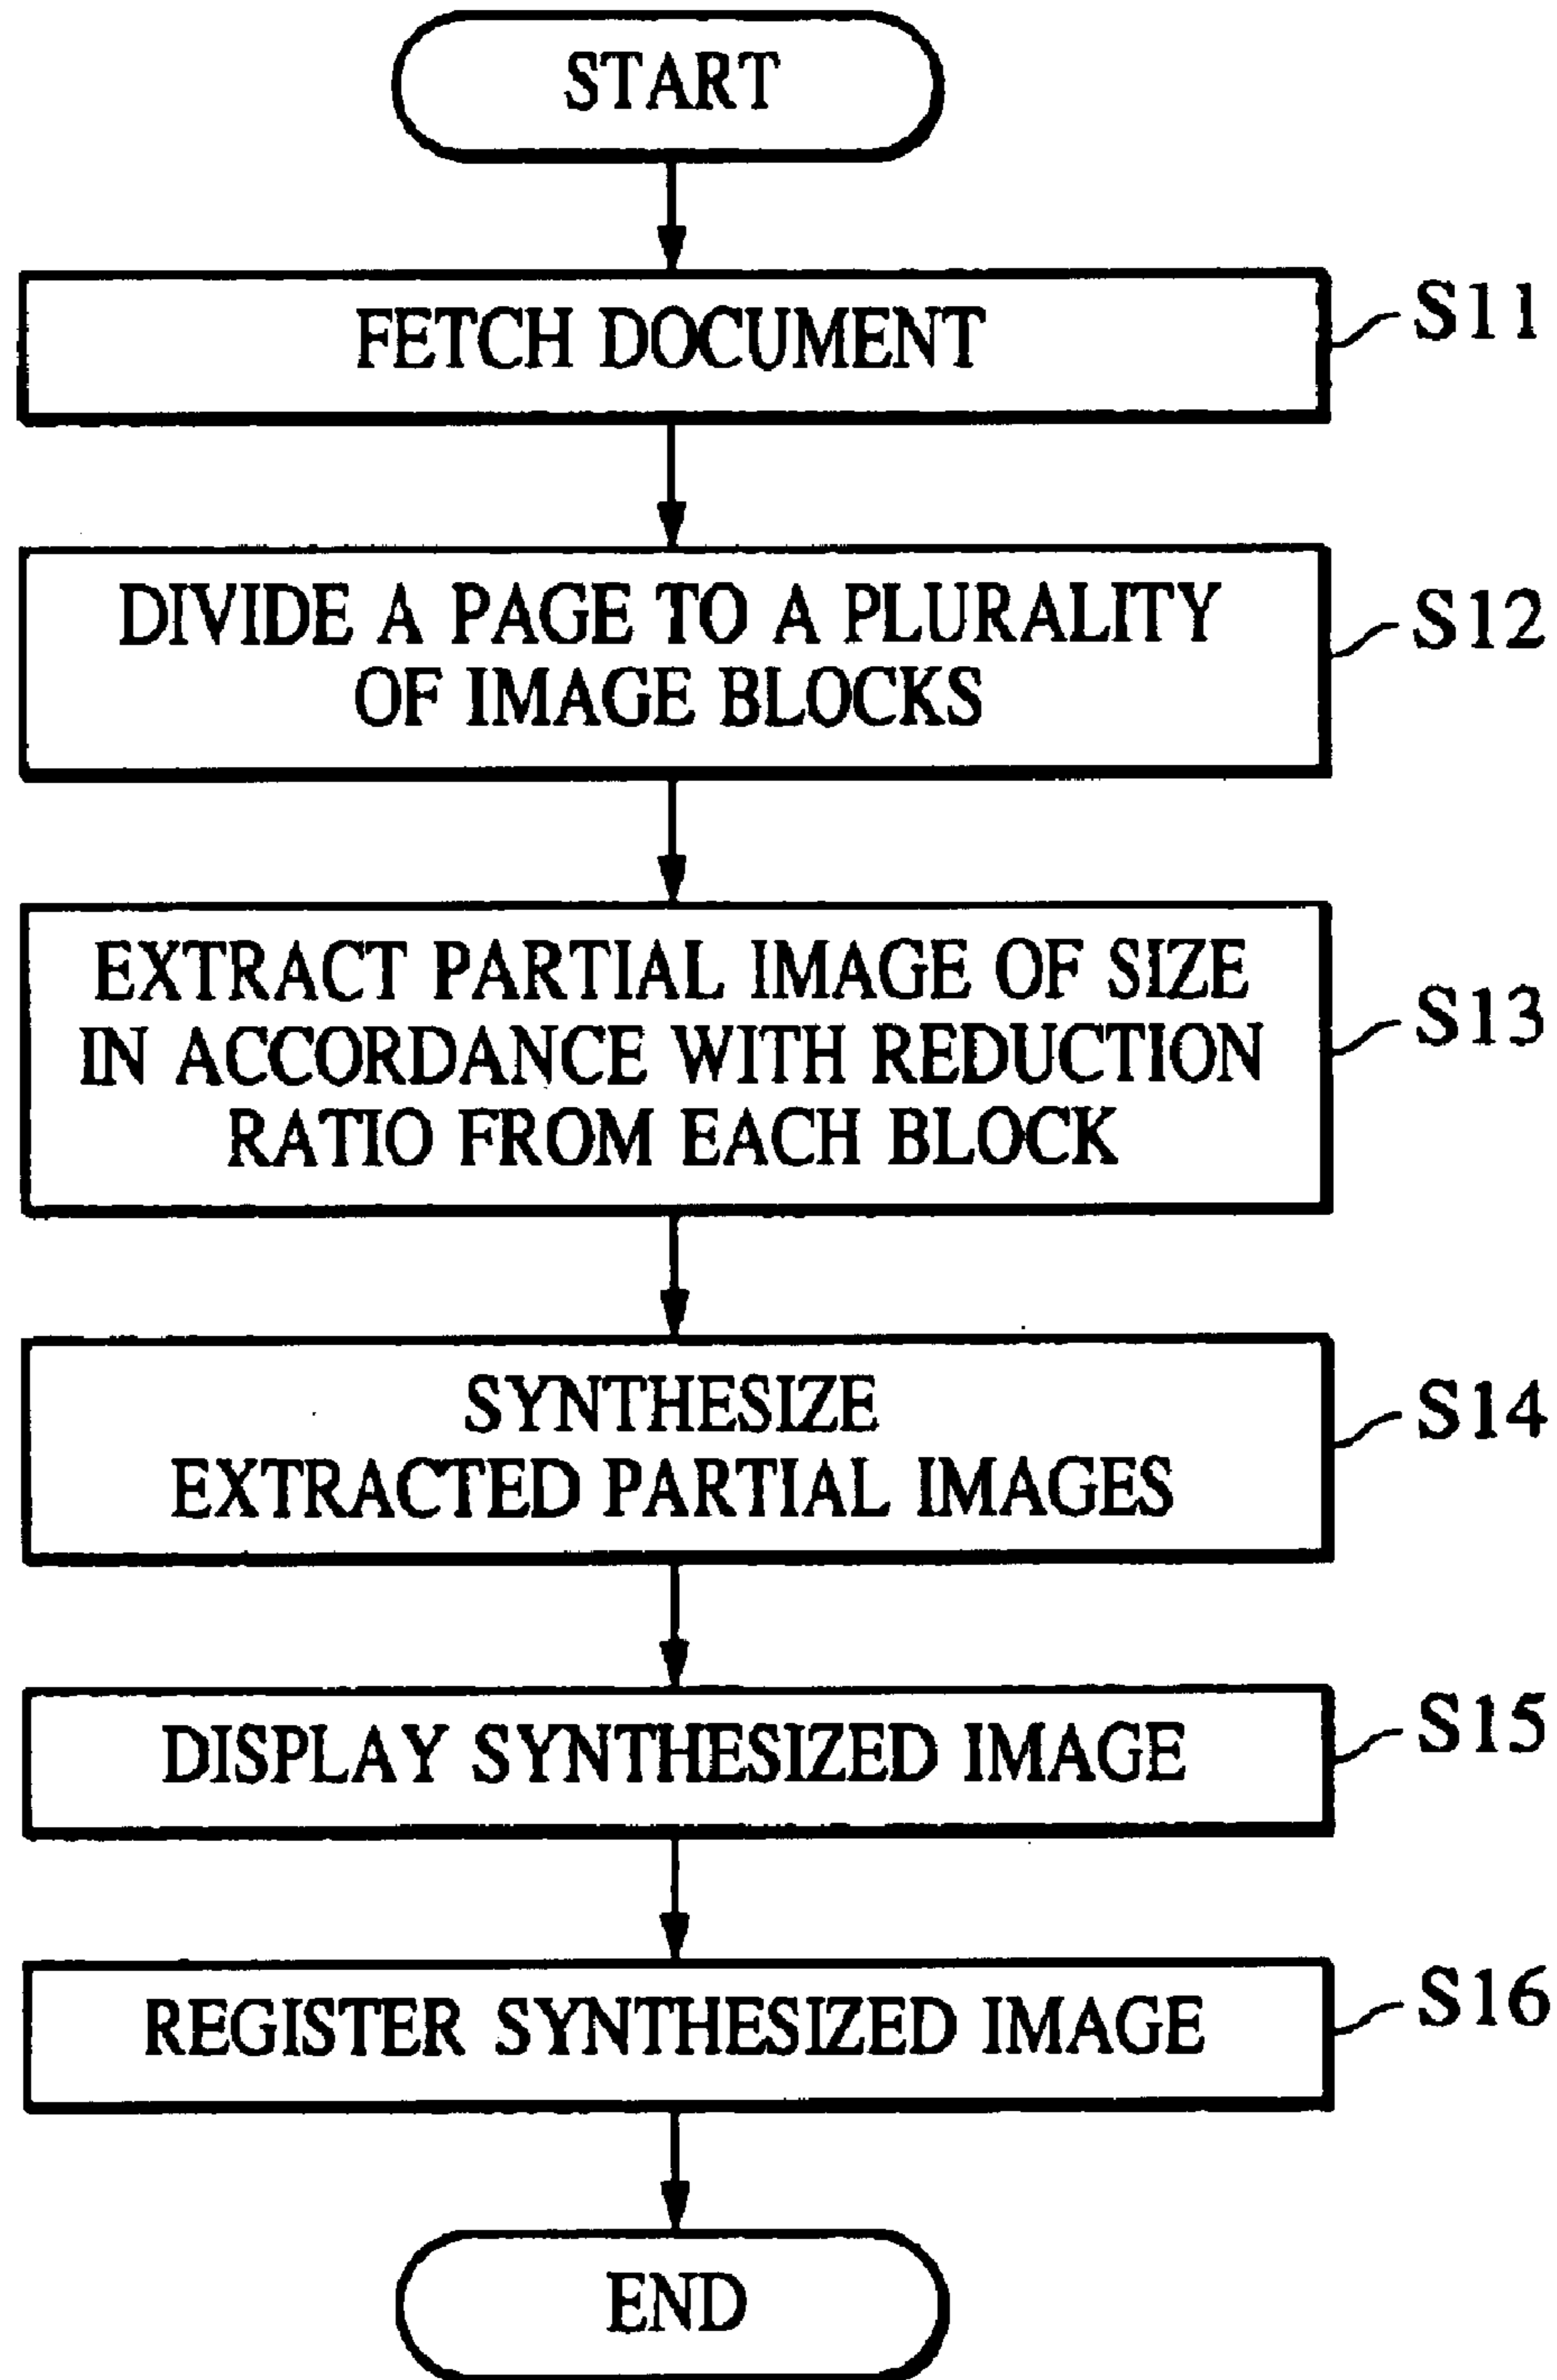 START
FETCH DOCUMENT
S11
DIVIDE A PAGE TO A PLURALITY
OF IMAGE BLOCKS
S12
EXTRACT PARTIAL IMAGE OF SIZE
IN ACCORDANCE WITH REDUCTION
RATIO FROM EACH BLOCK
S13
SYNTHESIZE
EXTRACTED PARTIAL IMAGES
S14
DISPLAY SYNTHESIZED IMAGE
S15
REGISTER SYNTHESIZED IMAGE
S16
END